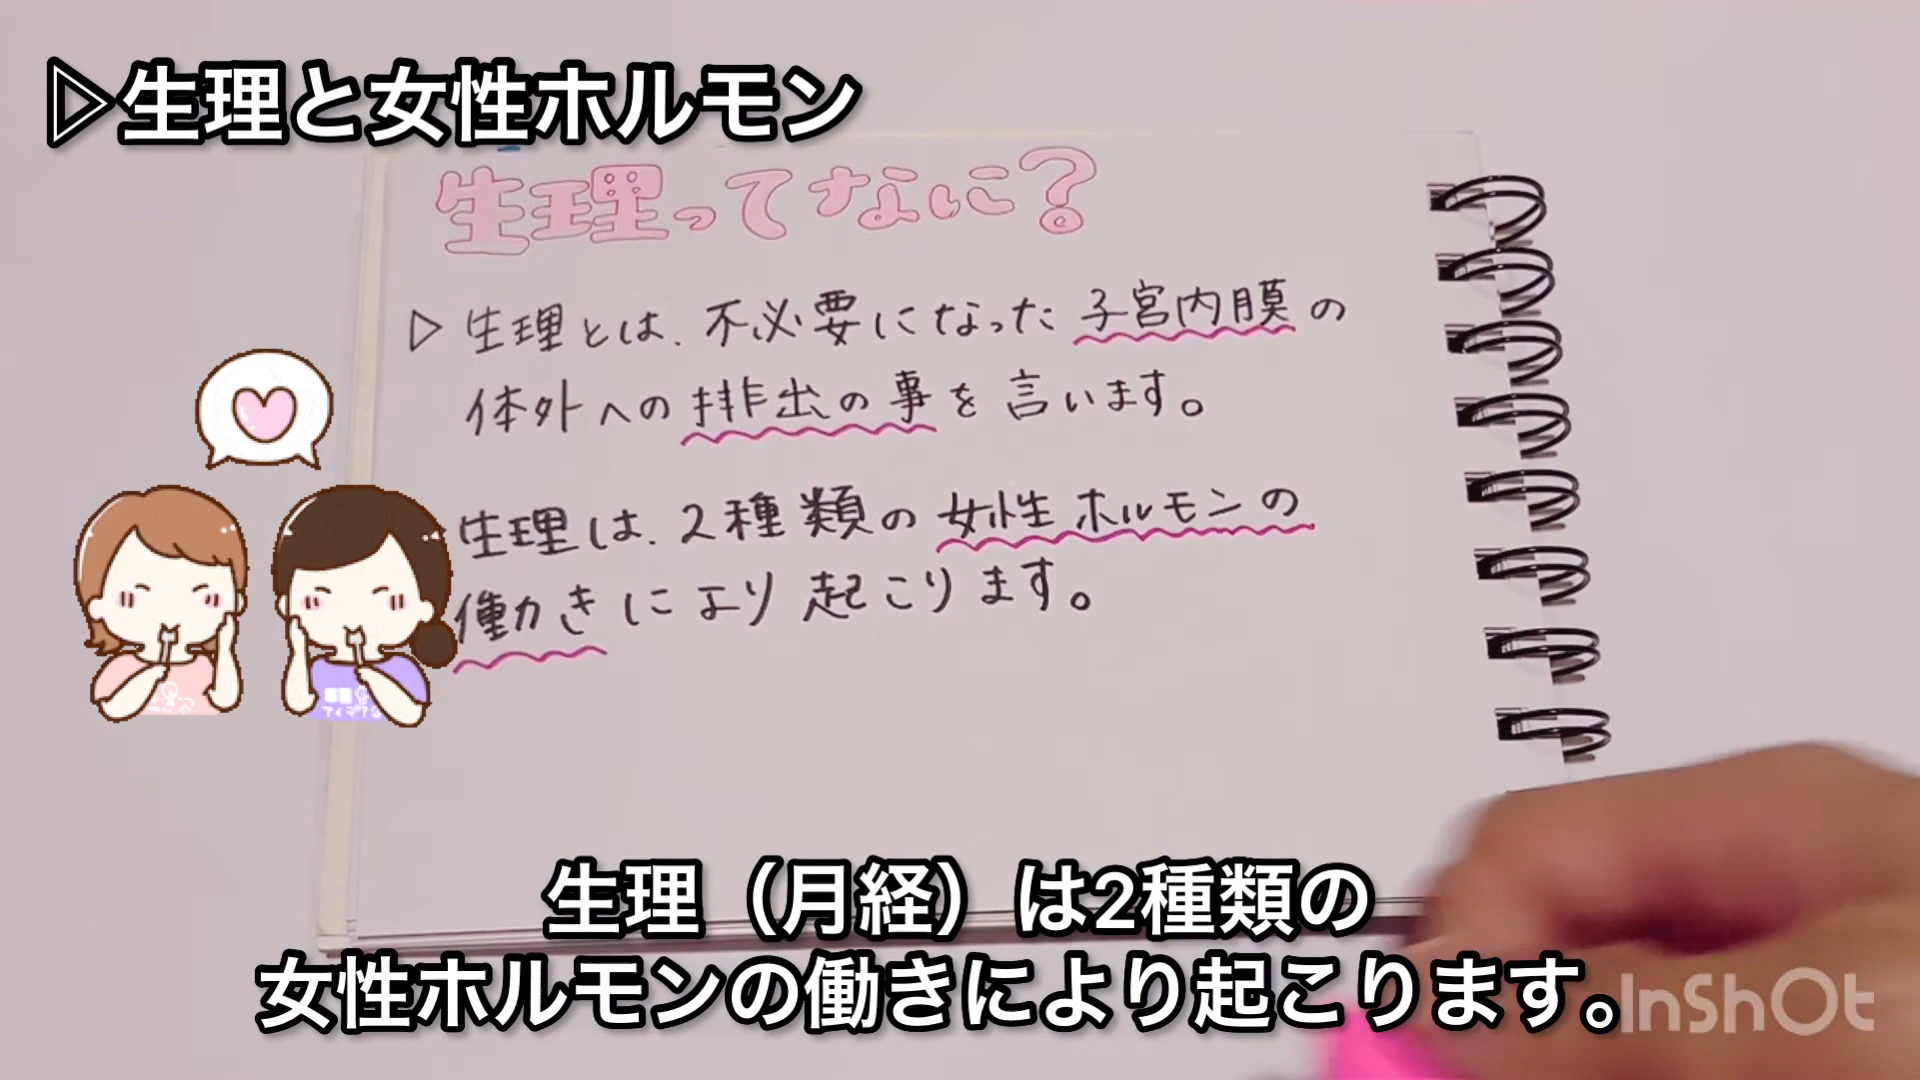 ▷生理と女性ホルモン
生理ってなに?
▷生理とは、不必要になった子宮内膜の
体外への排出の事を言います。
生理は、2種類の女性ホルモンの
働きにより起こります。
生理（月経）は2種類の
女性ホルモンの働きにより起こります。
InShOt